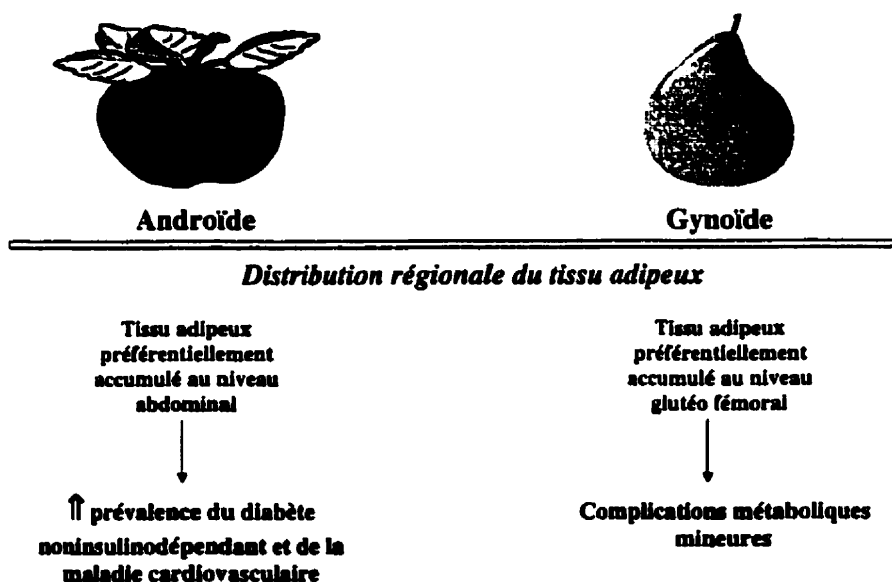 Androïde
Gynoïde
Distribution régionale du tissu adipeux
Tissu adipeux
préférentiellement
accumulé au niveau
abdominal
⇑ prévalence du diabète
noninsulinodépendant et de la
maladie cardiovasculaire
Tissu adipeux
préférentiellement
accumulé au niveau
glutéo fémoral
Complications métaboliques
mineures